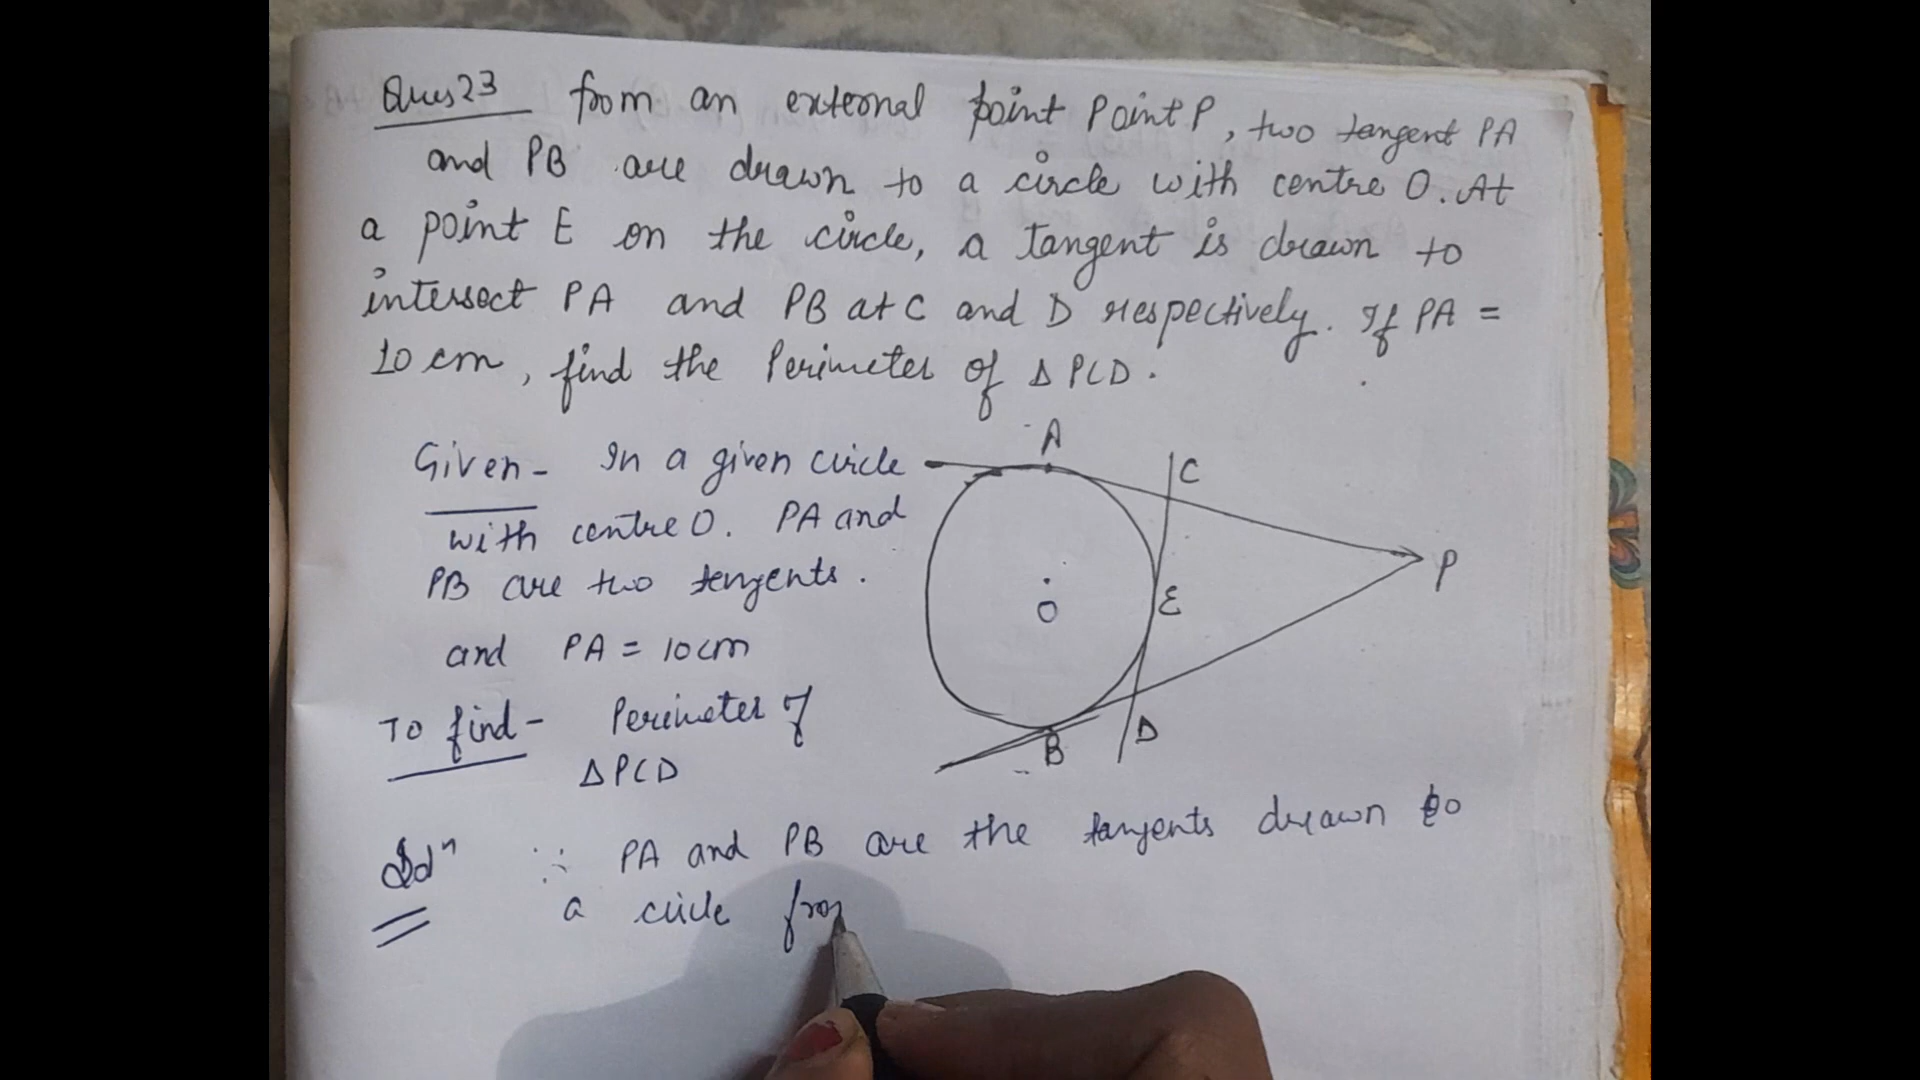 Ques 23 from an external point Point P, two tangent PA
and PB are drawn to a circle with centre O. At
a point E on the circle, a tangent is drawn to
intersect PA and PB at C and D respectively. If PA =
10 cm, find the Perimeter of Δ PCD.
Given - In a given circle
with centre O. PA and
PB are two tengents.
and PA = 10cm
To find - Perimeter of
Δ PCD
A
C
P
E
O
D
B
Solⁿ ∵ PA and PB are the tangents drawn to
a circle from